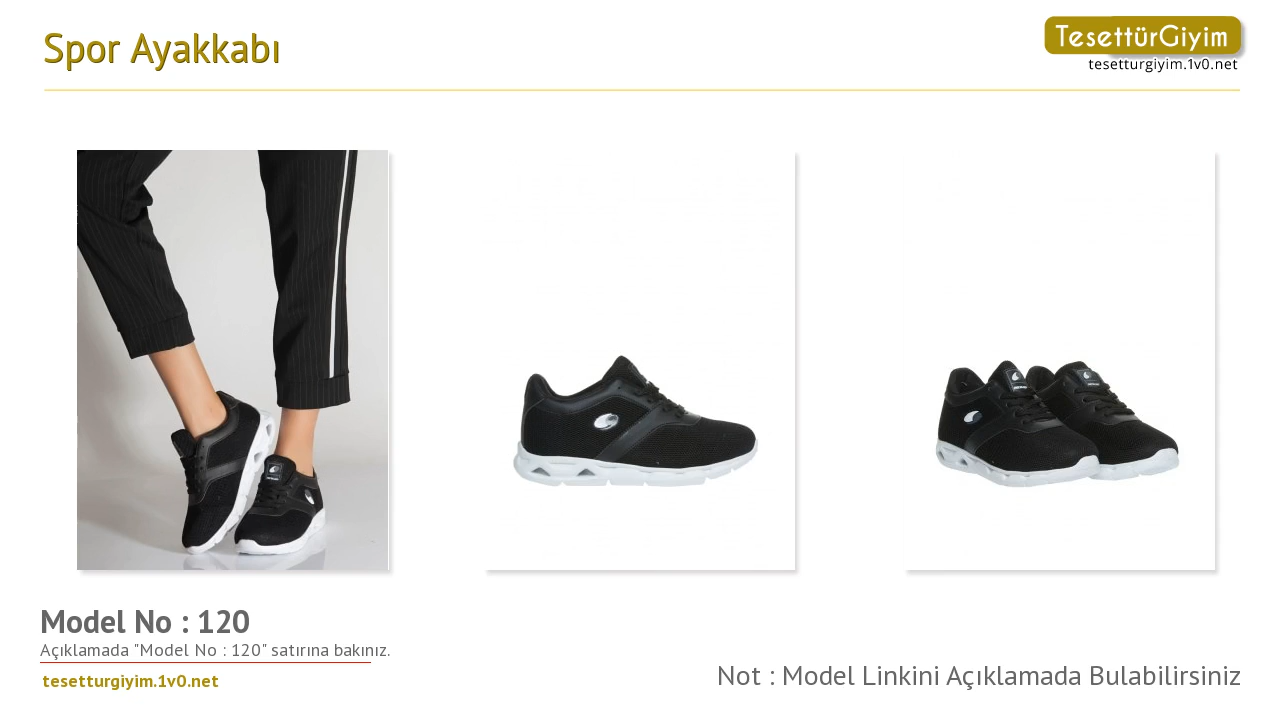 Spor Ayakkabı
TesettürGiyim
tesetturgiyim.1v0.net
Model No : 120
Açıklamada "Model No : 120" satırına bakınız.
tesetturgiyim.1v0.net
Not : Model Linkini Açıklamada Bulabilirsiniz